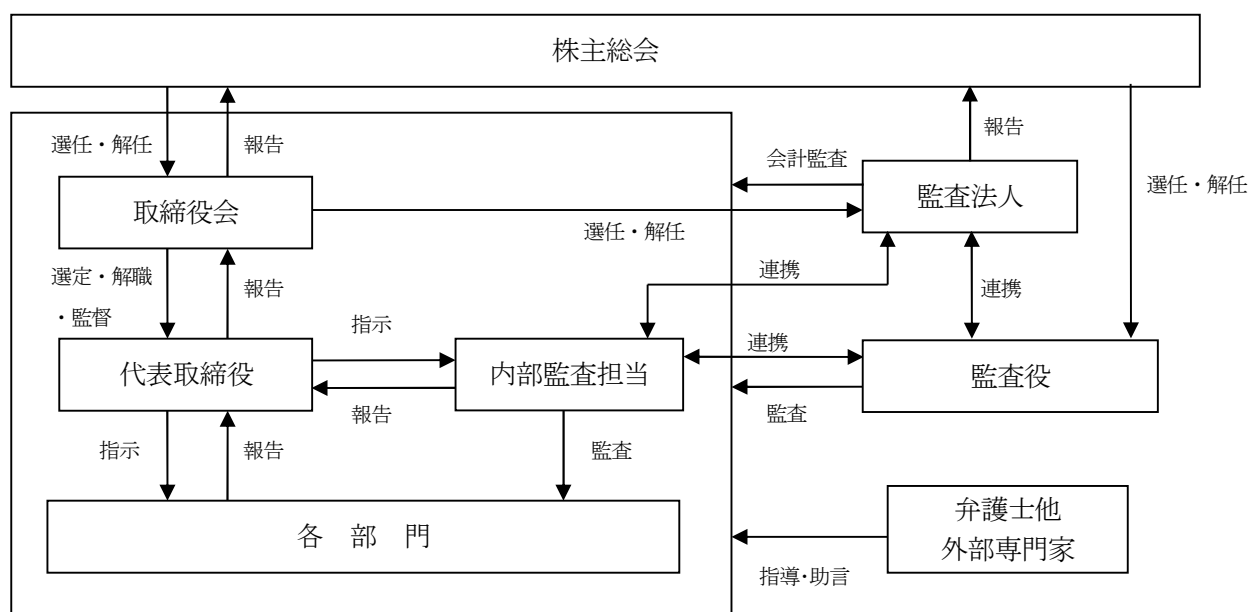 株主総会
選任・解任
報告
報告
会計監査
監査法人
選任・解任
取締役会
選任・解任
選定・解職
・監督
報告
連携
連携
指示
代表取締役
内部監査担当
連携
監査役
報告
監査
指示
報告
監査
各 部 門
弁護士他
外部専門家
指導・助言